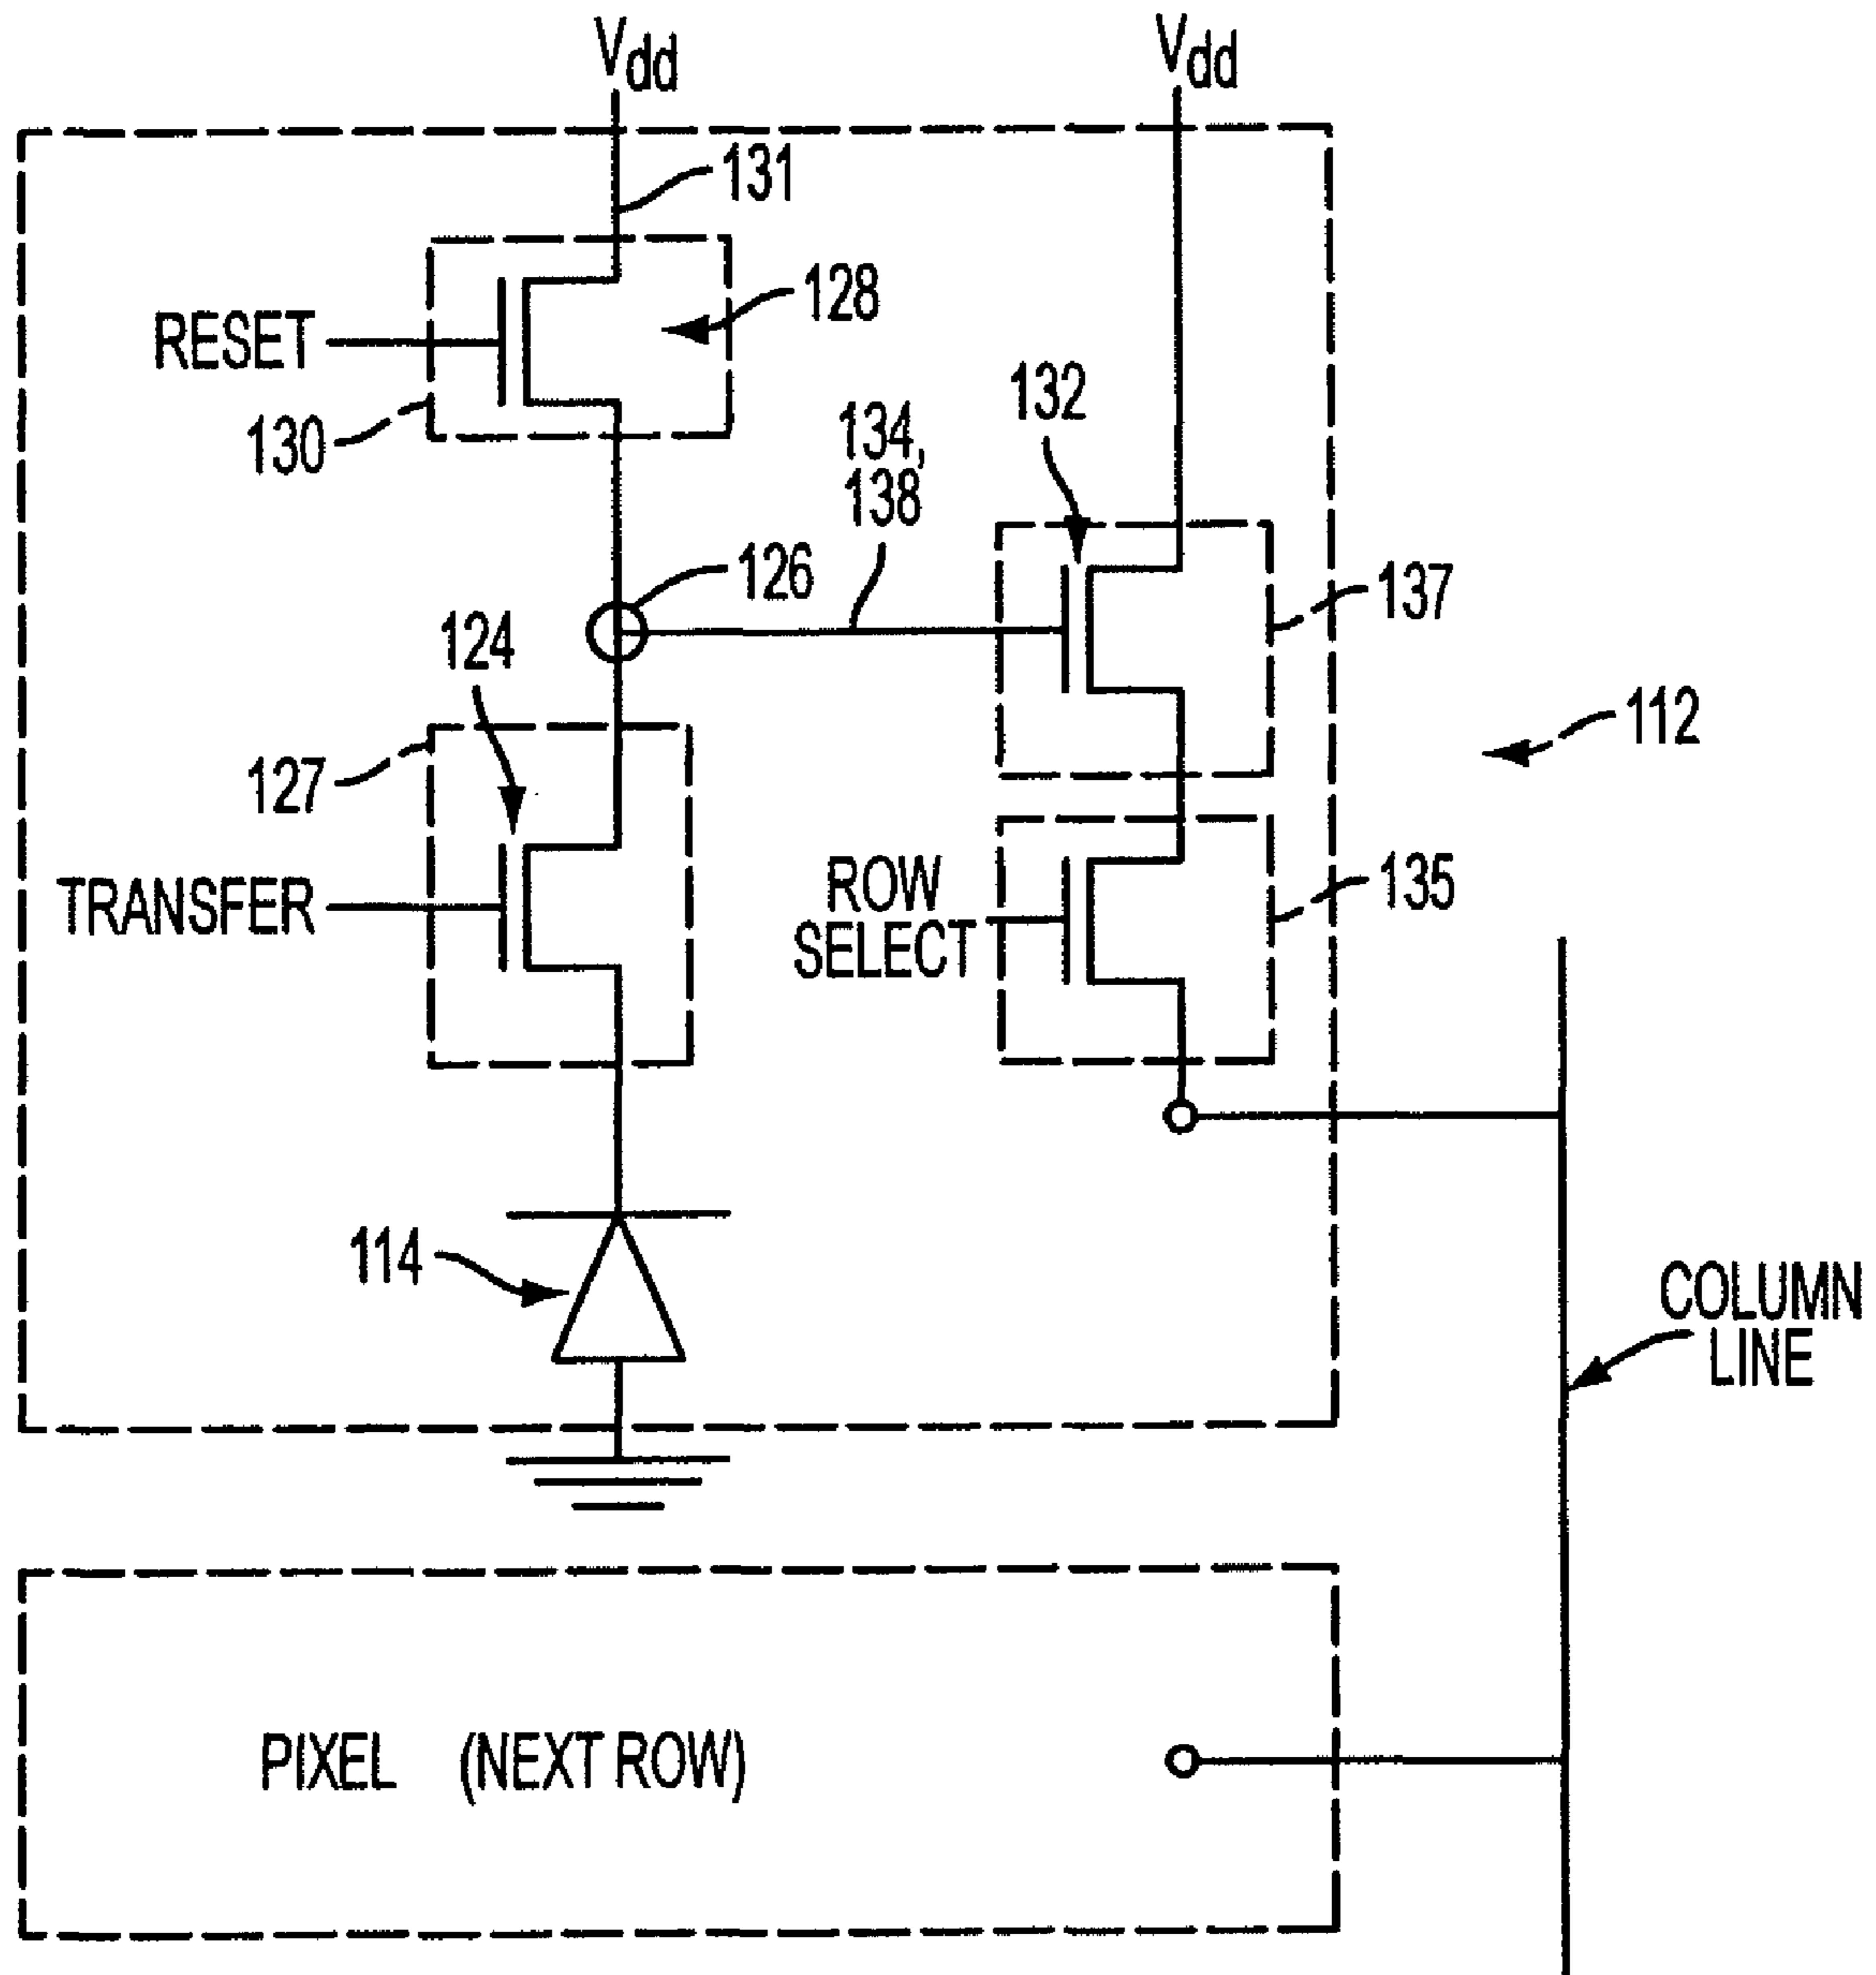 Vdd
Vdd
131
128
RESET
130
132
134,
138
126
137
124
112
127
TRANSFER
ROW
SELECT
135
114
COLUMN
LINE
PIXEL (NEXT ROW)